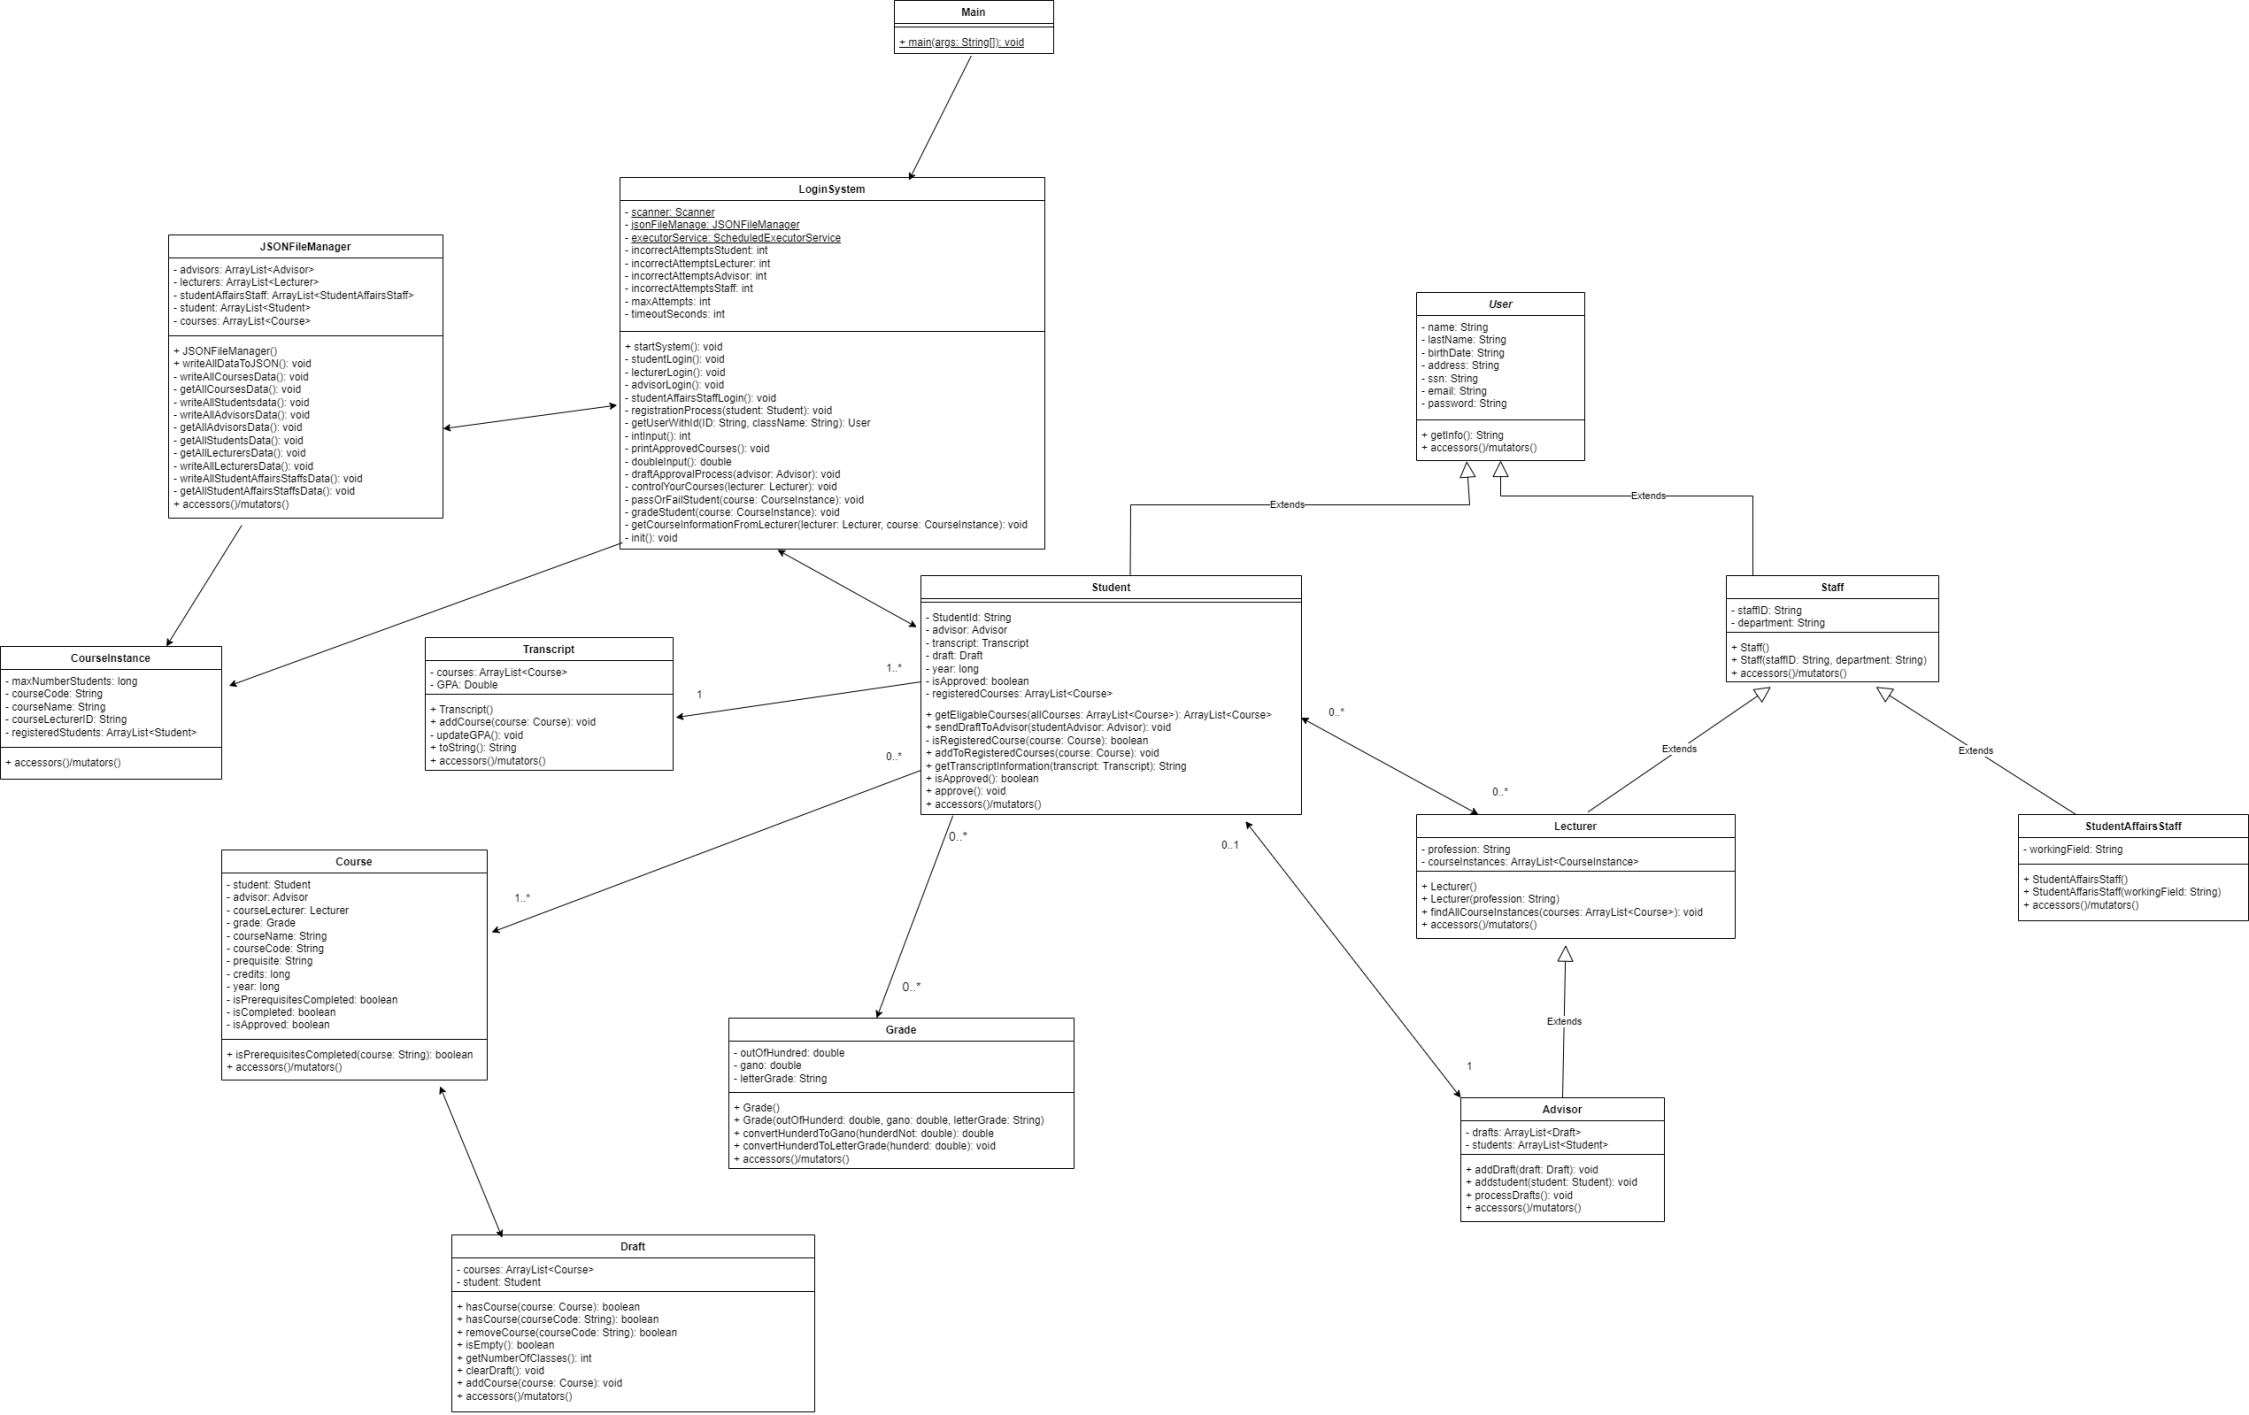 Main
+ main(args: String[]): void
LoginSystem
- scanner: Scanner
- jsonFileManage: JSONFileManager
- executorService: ScheduledExecutorService
- incorrectAttemptsStudent: int
- incorrectAttemptsLecturer: int
- incorrectAttemptsAdvisor: int
- incorrectAttemptsStaff: int
- maxAttempts: int
- timeoutSeconds: int
+ startSystem(): void
- studentLogin(): void
- lecturerLogin(): void
- advisorLogin(): void
- studentAffairsStaffLogin(): void
- registrationProcess(student: Student): void
- getUserWithId(ID: String, className: String): User
- intInput(): int
- printApprovedCourses(): void
- doubleInput(): double
- draftApprovalProcess(advisor: Advisor): void
- controlYourCourses(lecturer: Lecturer): void
- passOrFailStudent(course: CourseInstance): void
- gradeStudent(course: CourseInstance): void
- getCourseInformationFromLecturer(lecturer: Lecturer, course: CourseInstance): void
- init(): void
JSONFileManager
- advisors: ArrayList<Advisor>
- lecturers: ArrayList<Lecturer>
- studentAffairsStaff: ArrayList<StudentAffairsStaff>
- student: ArrayList<Student>
- courses: ArrayList<Course>
+ JSONFileManager()
+ writeAllDataToJSON(): void
- writeAllCoursesData(): void
- getAllCoursesData(): void
- writeAllStudentsdata(): void
- writeAllAdvisorsData(): void
- getAllAdvisorsData(): void
- getAllStudentsData(): void
- getAllLecturersData(): void
- writeAllLecturersData(): void
- writeAllStudentAffairsStaffsData(): void
- getAllStudentAffairsStaffsData(): void
+ accessors()/mutators()
User
- name: String
- lastName: String
- birthDate: String
- address: String
- ssn: String
- email: String
- password: String
+ getInfo(): String
+ accessors()/mutators()
Extends
Extends
Student
- StudentId: String
- advisor: Advisor
- transcript: Transcript
- draft: Draft
- year: long
- isApproved: boolean
- registeredCourses: ArrayList<Course>
+ getEligableCourses(allCourses: ArrayList<Course>): ArrayList<Course>
+ sendDraftToAdvisor(studentAdvisor: Advisor): void
- isRegisteredCourse(course: Course): boolean
+ addToRegisteredCourses(course: Course): void
+ getTranscriptInformation(transcript: Transcript): String
+ isApproved(): boolean
+ approve(): void
+ accessors()/mutators()
Staff
- staffID: String
- department: String
+ Staff()
+ Staff(staffID: String, department: String)
+ accessors()/mutators()
Transcript
- courses: ArrayList<Course>
- GPA: Double
+ Transcript()
+ addCourse(course: Course): void
- updateGPA(): void
+ toString(): String
+ accessors()/mutators()
CourseInstance
- maxNumberStudents: long
- courseCode: String
- courseName: String
- courseLecturerID: String
- registeredStudents: ArrayList<Student>
+ accessors()/mutators()
1..*
1
0..*
1..*
0..*
0..*
0..*
0..*
0..1
1
Extends
Extends
Lecturer
- profession: String
- courseInstances: ArrayList<CourseInstance>
+ Lecturer()
+ Lecturer(profession: String)
+ findAllCourseInstances(courses: ArrayList<Course>): void
+ accessors()/mutators()
StudentAffairsStaff
- workingField: String
+ StudentAffairsStaff()
+ StudentAffarisStaff(workingField: String)
+ accessors()/mutators()
Course
- student: Student
- advisor: Advisor
- courseLecturer: Lecturer
- grade: Grade
- courseName: String
- courseCode: String
- prequisite: String
- credits: long
- year: long
- isPrerequisitesCompleted: boolean
- isCompleted: boolean
- isApproved: boolean
+ isPrerequisitesCompleted(course: String): boolean
+ accessors()/mutators()
Grade
- outOfHundred: double
- gano: double
- letterGrade: String
+ Grade()
+ Grade(outOfHunderd: double, gano: double, letterGrade: String)
+ convertHunderdToGano(hunderdNot: double): double
+ convertHunderdToLetterGrade(hunderd: double): void
+ accessors()/mutators()
Extends
Advisor
- drafts: ArrayList<Draft>
- students: ArrayList<Student>
+ addDraft(draft: Draft): void
+ addstudent(student: Student): void
+ processDrafts(): void
+ accessors()/mutators()
Draft
- courses: ArrayList<Course>
- student: Student
+ hasCourse(course: Course): boolean
+ hasCourse(courseCode: String): boolean
+ removeCourse(courseCode: String): boolean
+ isEmpty(): boolean
+ getNumberOfClasses(): int
+ clearDraft(): void
+ addCourse(course: Course): void
+ accessors()/mutators()